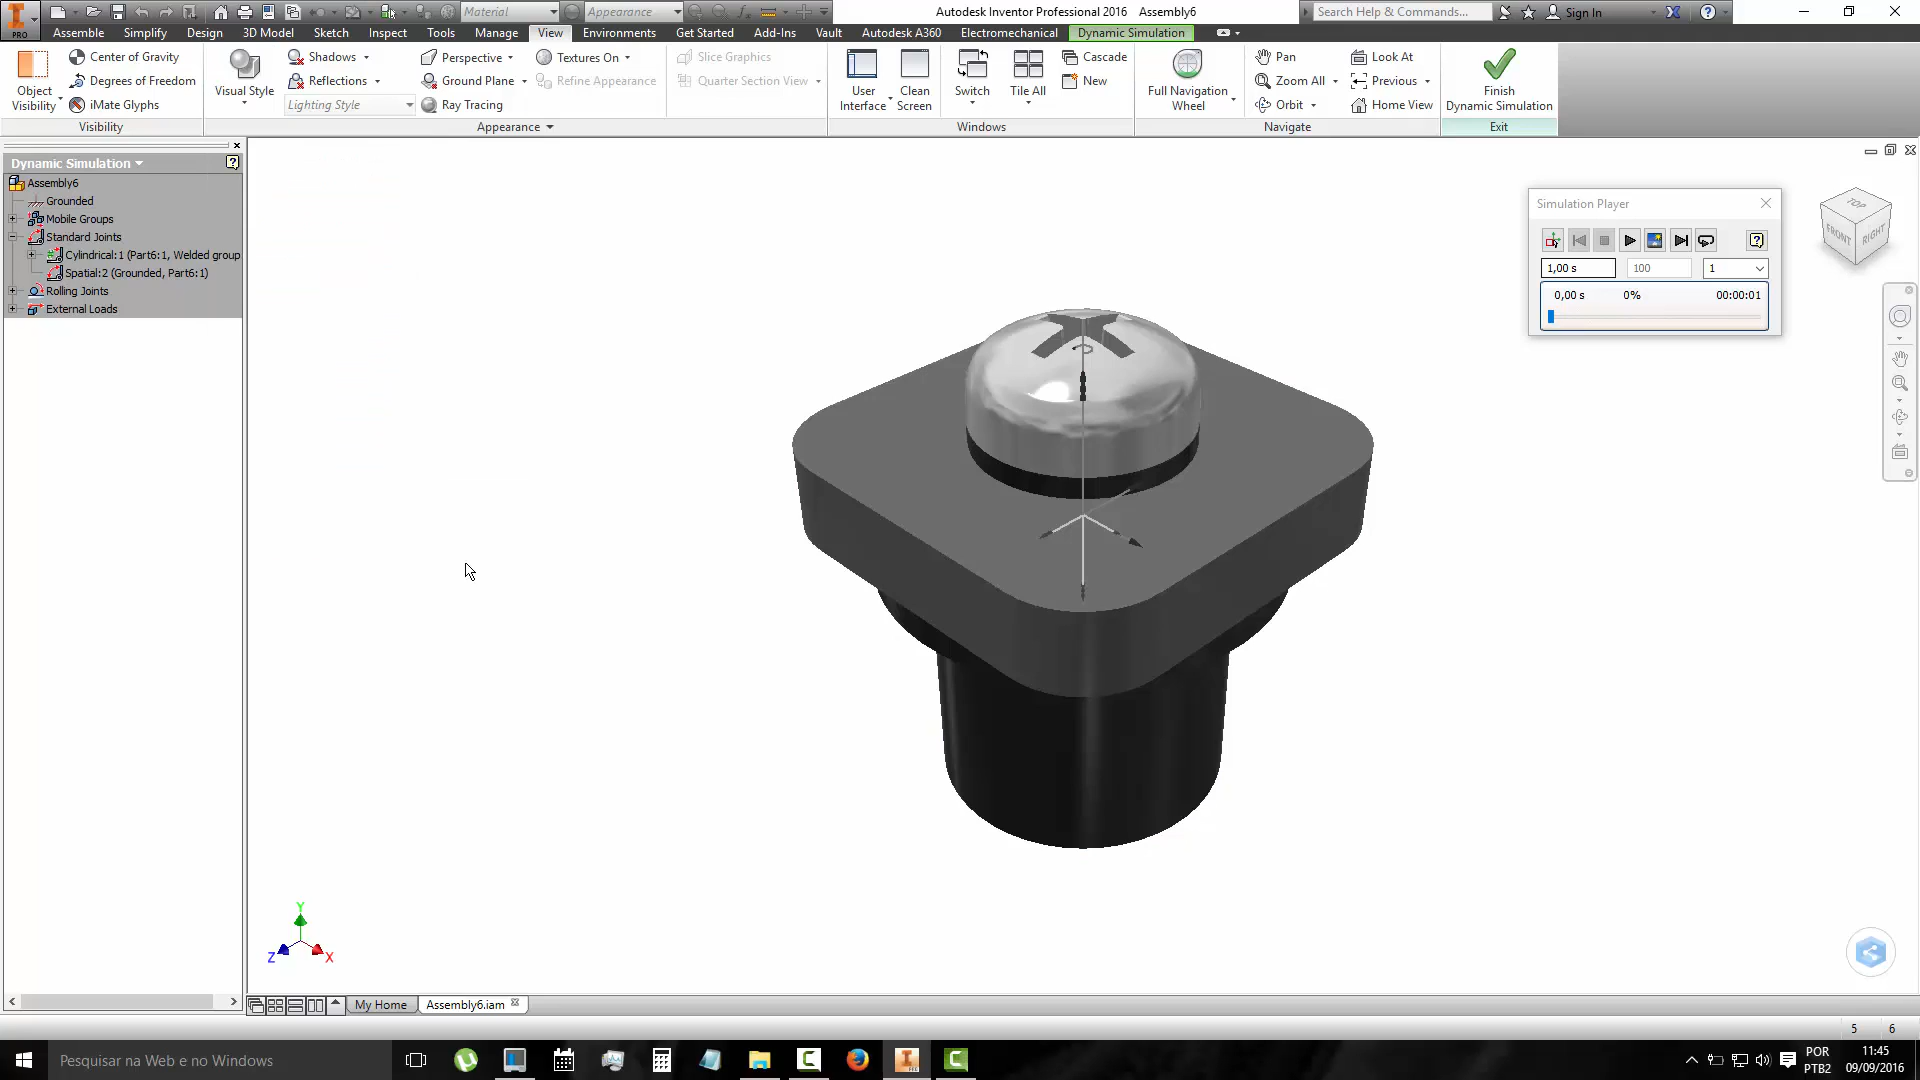 Material
Appearance
Autodesk Inventor Professional 2016 Assembly6
Search Help & Commands...
Sign In
PRO
Assemble Simplify Design 3D Model Sketch Inspect Tools Manage View Environments Get Started Add-Ins Vault Autodesk A360 Electromechanical Dynamic Simulation
Object Visibility
Center of Gravity
Degrees of Freedom
iMate Glyphs
Visual Style
Shadows
Reflections
Lighting Style
Perspective
Ground Plane
Ray Tracing
Textures On
Refine Appearance
Slice Graphics
Quarter Section View
User Interface
Clean Screen
Switch
Tile All
Cascade
New
Full Navigation Wheel
Pan
Zoom All
Orbit
Look At
Previous
Home View
Finish Dynamic Simulation
Visibility
Appearance
Windows
Navigate
Exit
Dynamic Simulation
Assembly6
Grounded
Mobile Groups
Standard Joints
Cylindrical:1 (Part6:1, Welded group
Spatial:2 (Grounded, Part6:1)
Rolling Joints
External Loads
Simulation Player
1,00 s
100
1
0,00 s 0% 00:00:01
TOP
FRONT
RIGHT
Y
Z
X
My Home
Assembly6.iam
5 6
Pesquisar na Web e no Windows
POR
PTB2
11:45
09/09/2016